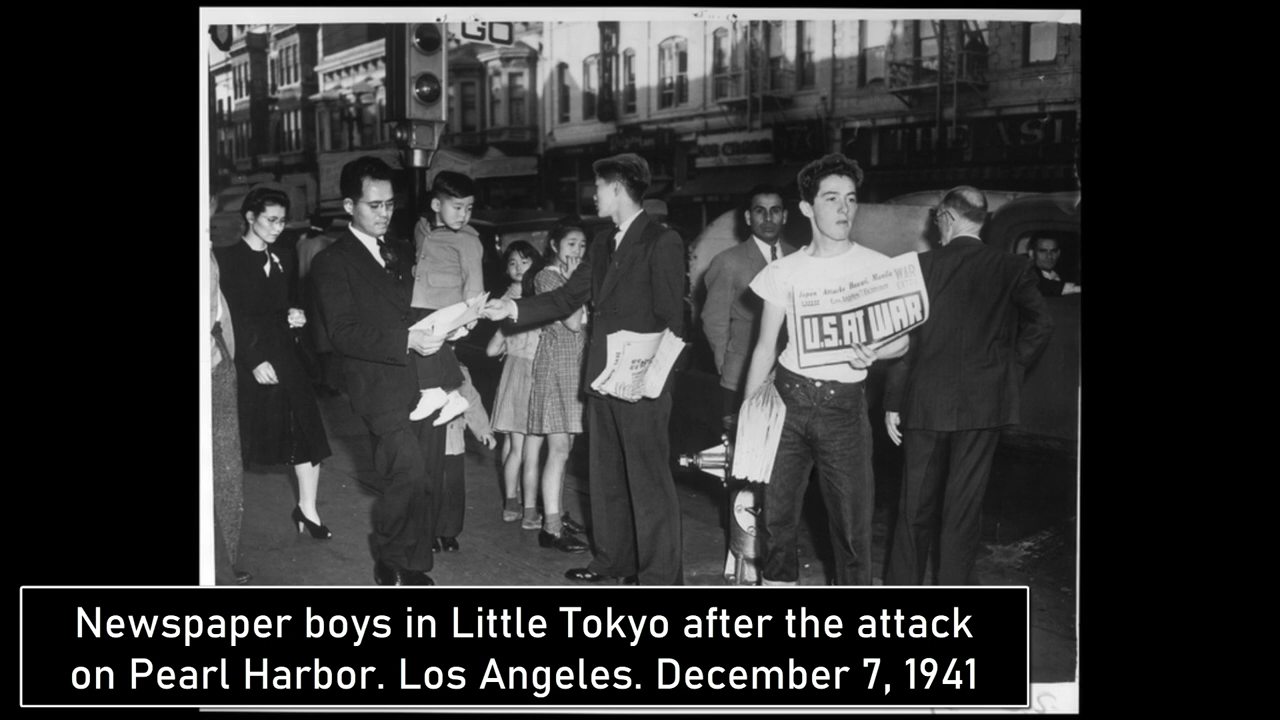 GO
Japan Attacks Hawaii, Manila
WAR
U.S. AT WAR
Newspaper boys in Little Tokyo after the attack
on Pearl Harbor. Los Angeles. December 7, 1941